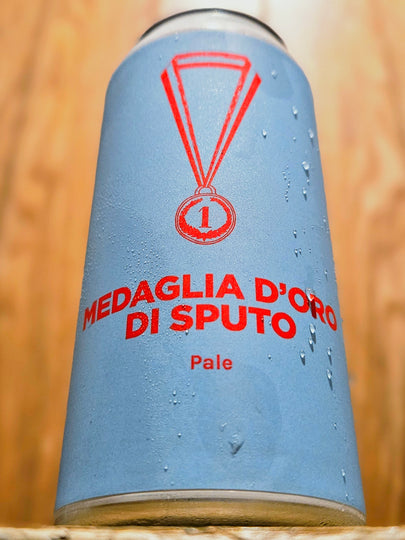 1
MEDAGLIA D'ORO
DI SPUTO
Pale